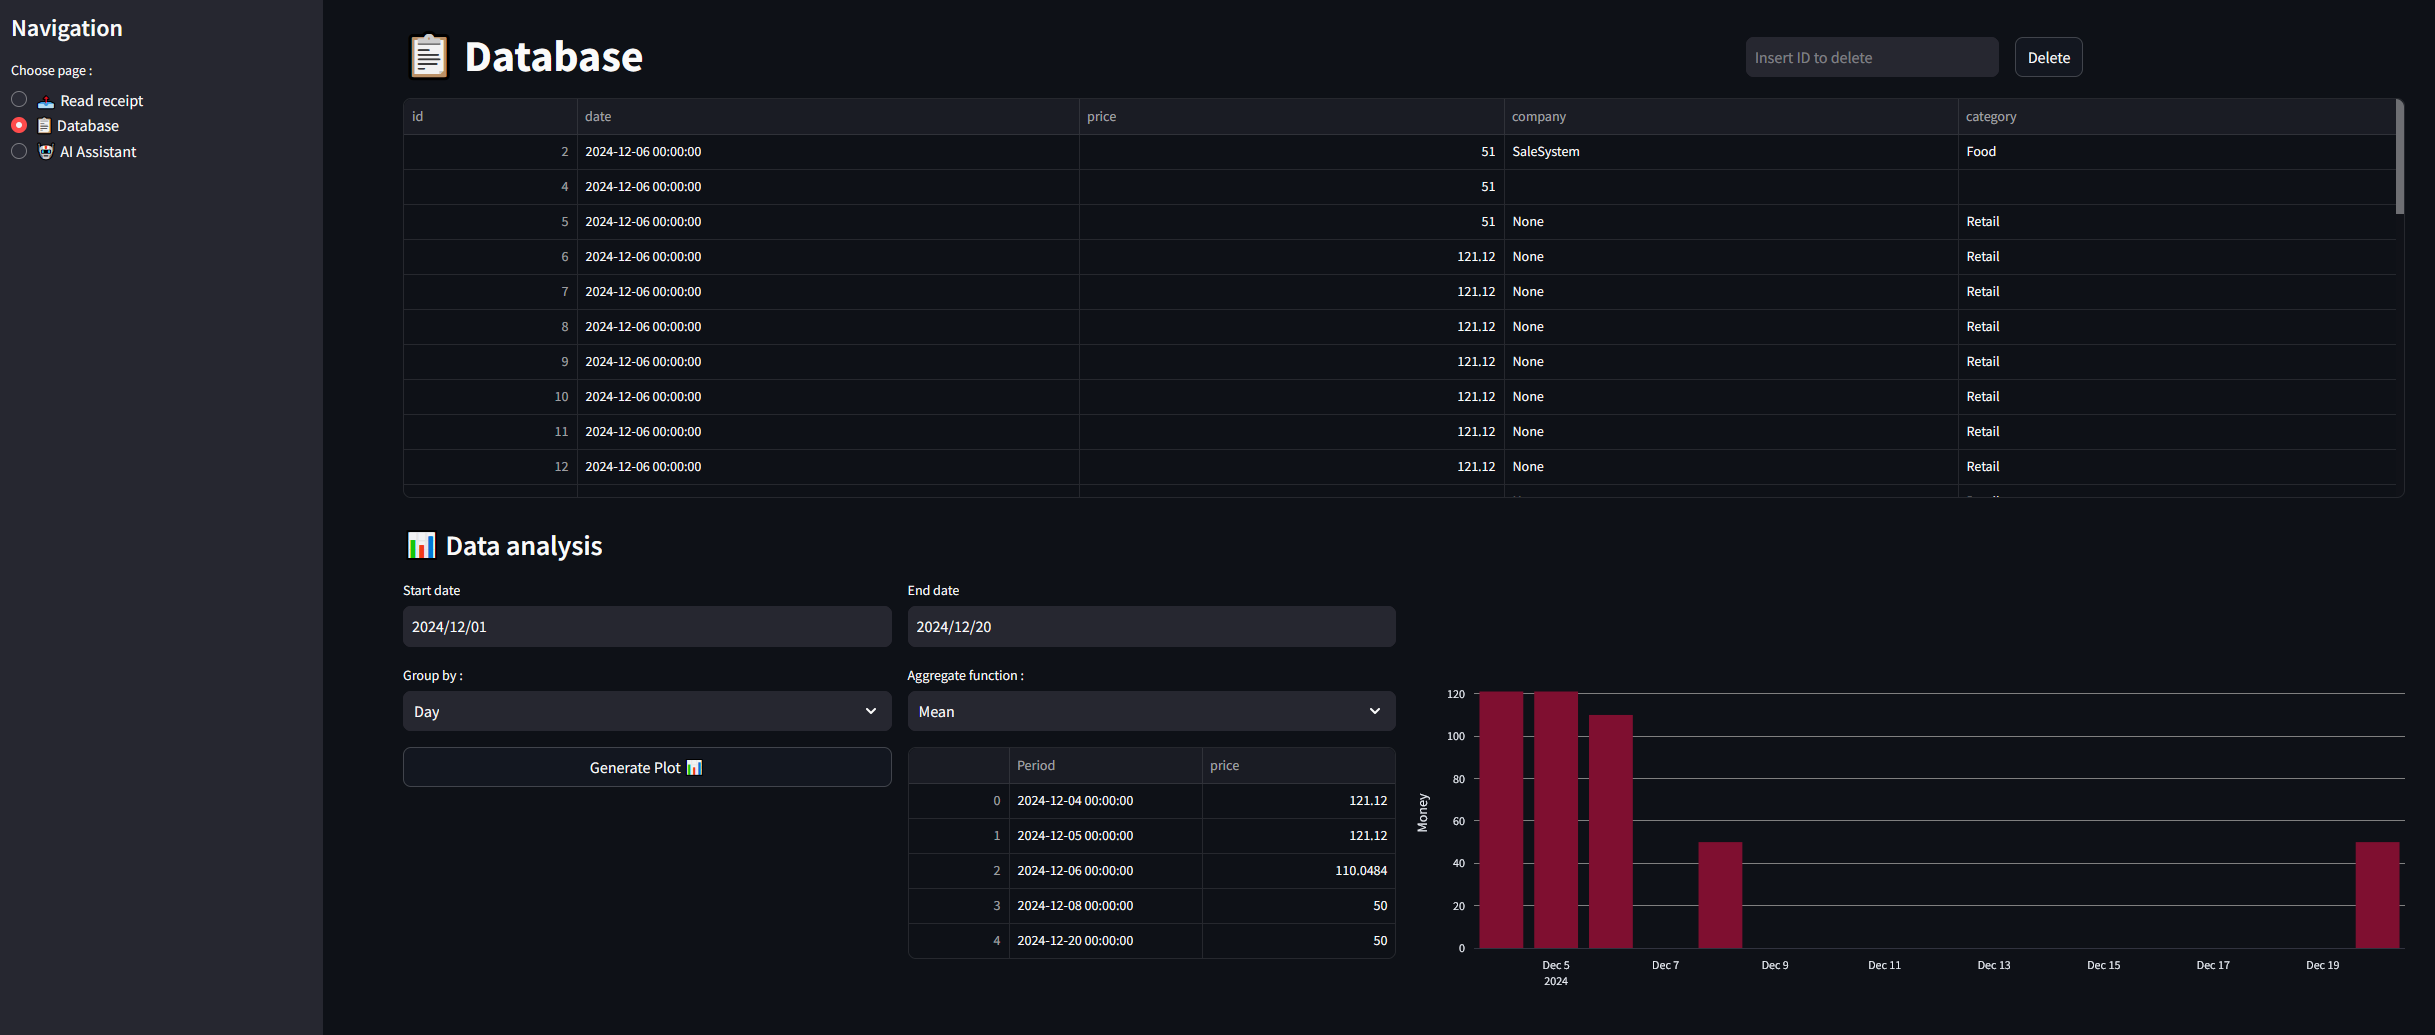 Navigation
Choose page :
Read receipt
Database
AI Assistant
Database
Insert ID to delete
Delete
id date price company category
2 2024-12-06 00:00:00 51 SaleSystem Food
4 2024-12-06 00:00:00 51
5 2024-12-06 00:00:00 51 None Retail
6 2024-12-06 00:00:00 121.12 None Retail
7 2024-12-06 00:00:00 121.12 None Retail
8 2024-12-06 00:00:00 121.12 None Retail
9 2024-12-06 00:00:00 121.12 None Retail
10 2024-12-06 00:00:00 121.12 None Retail
11 2024-12-06 00:00:00 121.12 None Retail
12 2024-12-06 00:00:00 121.12 None Retail
Data analysis
Start date
2024/12/01
End date
2024/12/20
Group by :
Day
Aggregate function :
Mean
Generate Plot
Period price
0 2024-12-04 00:00:00 121.12
1 2024-12-05 00:00:00 121.12
2 2024-12-06 00:00:00 110.0484
3 2024-12-08 00:00:00 50
4 2024-12-20 00:00:00 50
Money
120
100
80
60
40
20
0
Dec 5 Dec 7 Dec 9 Dec 11 Dec 13 Dec 15 Dec 17 Dec 19
2024